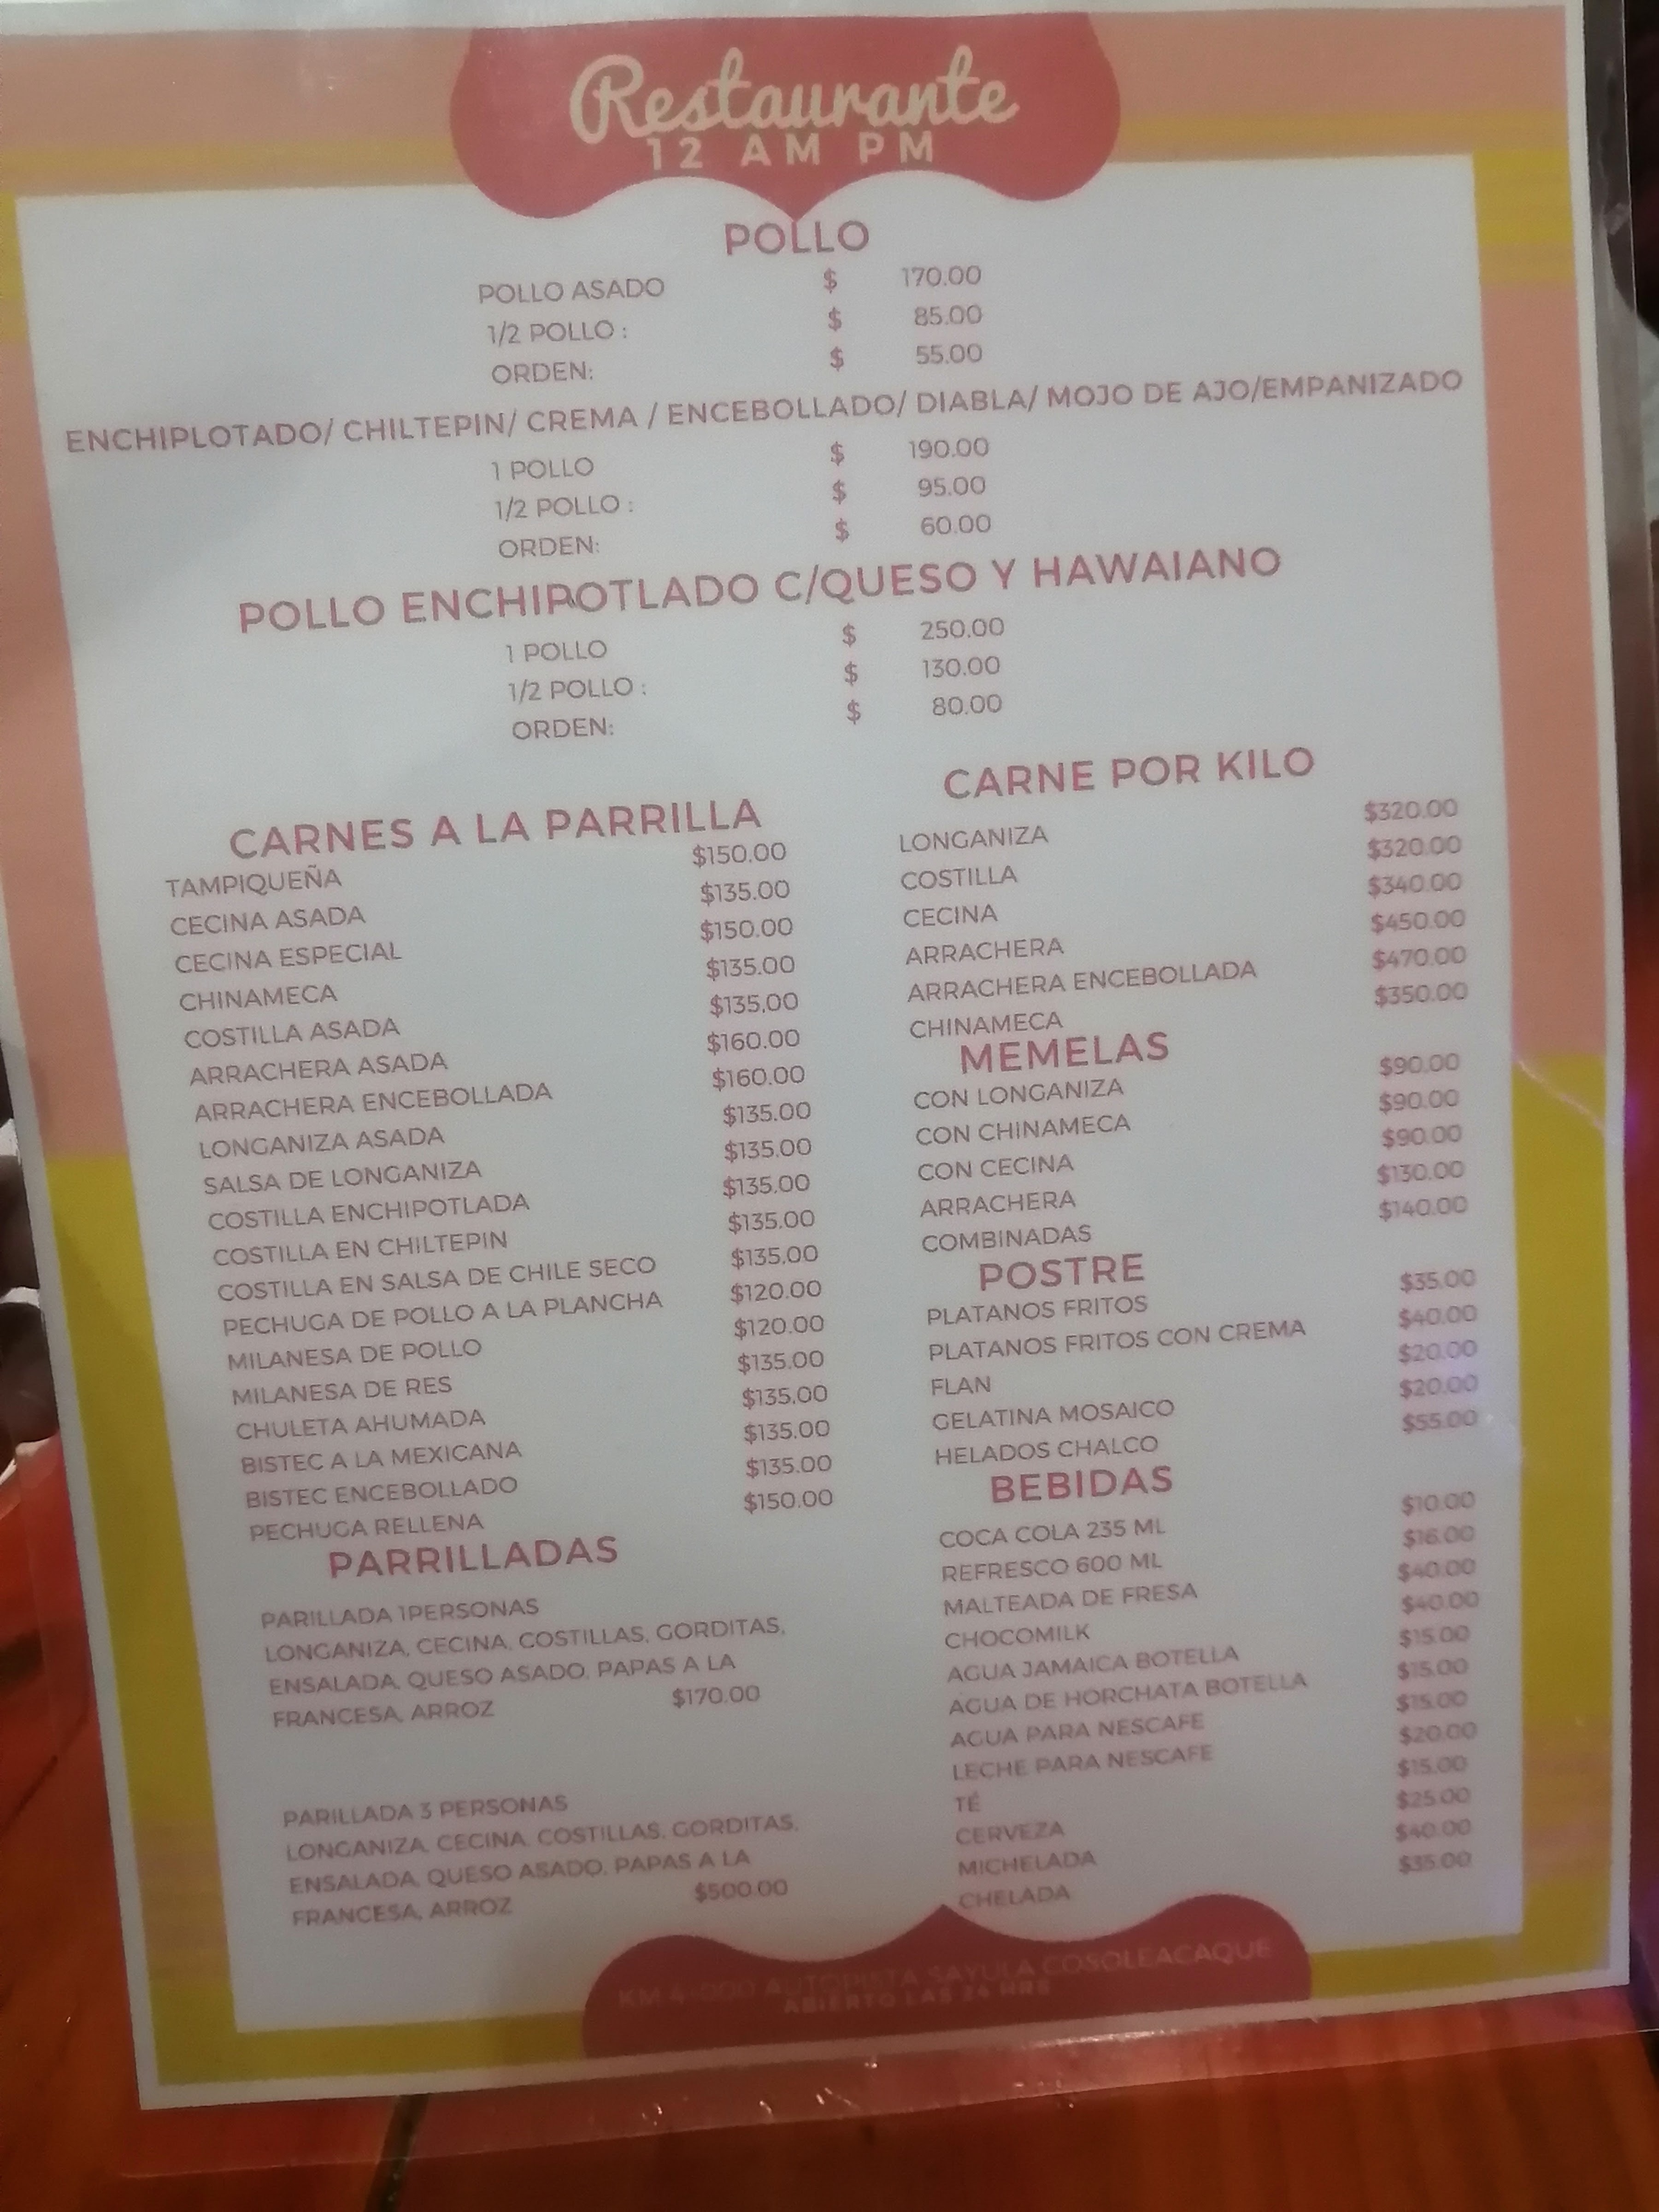 Restaurante
12 AM PM
POLLO
POLLO ASADO $ 170.00
1/2 POLLO : $ 85.00
ORDEN: $ 55.00
ENCHIPLOTADO/ CHILTEPIN/ CREMA / ENCEBOLLADO/ DIABLA/ MOJO DE AJO/EMPANIZADO
1 POLLO $ 190.00
1/2 POLLO : $ 95.00
ORDEN: $ 60.00
POLLO ENCHIPOTLADO C/QUESO Y HAWAIANO
1 POLLO $ 250.00
1/2 POLLO : $ 130.00
ORDEN: $ 80.00
CARNES A LA PARRILLA
TAMPIQUEÑA $150.00
CECINA ASADA $135.00
CECINA ESPECIAL $150.00
CHINAMECA $135.00
COSTILLA ASADA $135.00
ARRACHERA ASADA $160.00
ARRACHERA ENCEBOLLADA $160.00
LONGANIZA ASADA $135.00
SALSA DE LONGANIZA $135.00
COSTILLA ENCHIPOTLADA $135.00
COSTILLA EN CHILTEPIN $135.00
COSTILLA EN SALSA DE CHILE SECO $135.00
PECHUGA DE POLLO A LA PLANCHA $120.00
MILANESA DE POLLO $120.00
MILANESA DE RES $135.00
CHULETA AHUMADA $135.00
BISTEC A LA MEXICANA $135.00
BISTEC ENCEBOLLADO $135.00
PECHUGA RELLENA $150.00
PARRILLADAS
PARILLADA 1PERSONAS
LONGANIZA, CECINA, COSTILLAS, GORDITAS,
ENSALADA, QUESO ASADO, PAPAS A LA
FRANCESA, ARROZ $170.00
PARILLADA 3 PERSONAS
LONGANIZA, CECINA, COSTILLAS, GORDITAS,
ENSALADA, QUESO ASADO, PAPAS A LA
FRANCESA, ARROZ $500.00
CARNE POR KILO
LONGANIZA $320.00
COSTILLA $320.00
CECINA $340.00
ARRACHERA $450.00
ARRACHERA ENCEBOLLADA $470.00
CHINAMECA $350.00
MEMELAS
CON LONGANIZA $90.00
CON CHINAMECA $90.00
CON CECINA $90.00
ARRACHERA $130.00
COMBINADAS $140.00
POSTRE
PLATANOS FRITOS $35.00
PLATANOS FRITOS CON CREMA $40.00
FLAN $20.00
GELATINA MOSAICO $20.00
HELADOS CHALCO $55.00
BEBIDAS
COCA COLA 235 ML $10.00
REFRESCO 600 ML $16.00
MALTEADA DE FRESA $40.00
CHOCOMILK $40.00
AGUA JAMAICA BOTELLA $15.00
AGUA DE HORCHATA BOTELLA $15.00
AGUA PARA NESCAFE $15.00
LECHE PARA NESCAFE $20.00
TÉ $15.00
CERVEZA $25.00
MICHELADA $40.00
CHELADA $35.00
KM AUTOPISTA SAYULA COSOLEACAQUE
ABIERTO LAS 24 HRS